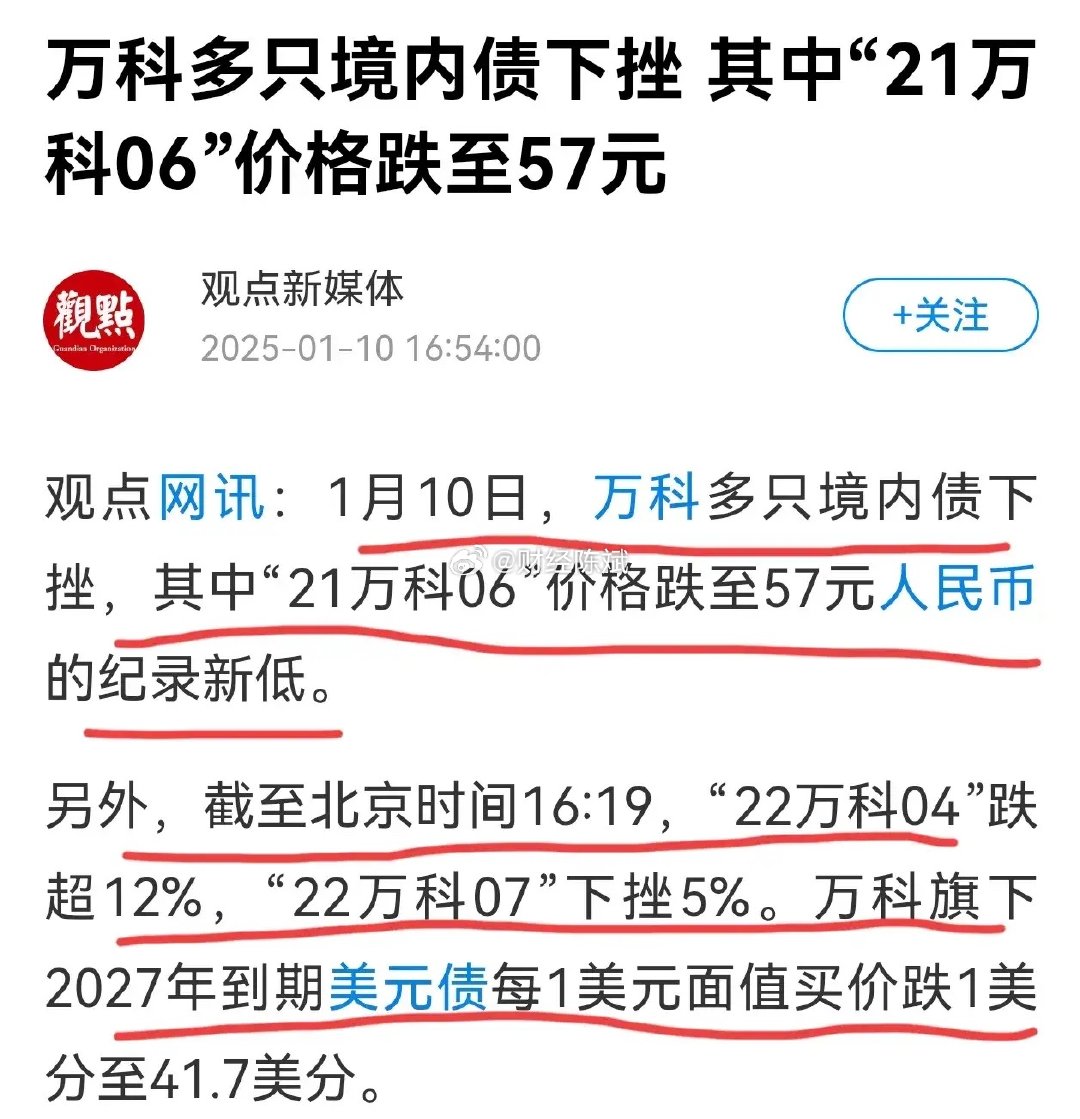 万科多只境内债下挫 其中“21万
科06”价格跌至57元
觀點
Guandian Organization
观点新媒体
2025-01-10 16:54:00
+关注
观点网讯：1月10日，万科多只境内债下
@财经陈斌
挫，其中“21万科06”价格跌至57元人民币
的纪录新低。
另外，截至北京时间16:19，“22万科04”跌
超12%，“22万科07”下挫5%。万科旗下
2027年到期美元债每1美元面值买价跌1美
分至41.7美分。